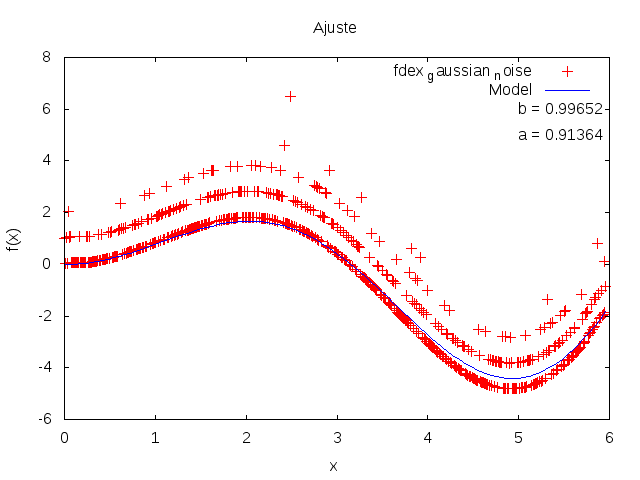 Ajuste
fdex_gaussian_noise
Model
b = 0.99652
a = 0.91364
8
6
4
2
0
-2
-4
-6
f(x)
0 1 2 3 4 5 6
x